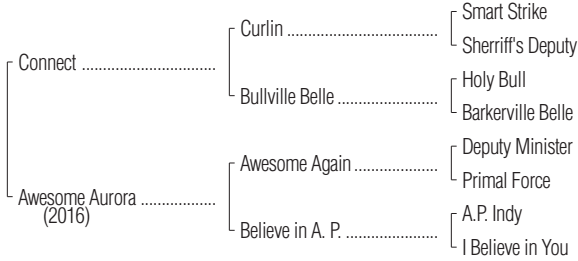 Smart Strike
Curlin
Sherriff's Deputy
Connect
Holy Bull
Bullville Belle
Barkerville Belle
Deputy Minister
Awesome Again
Primal Force
Awesome Aurora
(2016)
A.P. Indy
Believe in A. P.
I Believe in You